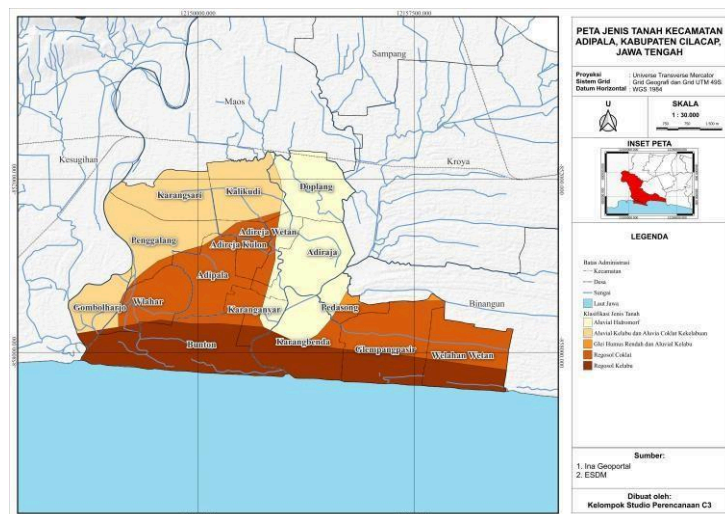 12150000.000
12157500.000
Sampang
Maos
Kesugihan
Kroya
Binangun
Karangsari
Kalikudi
Doplang
Penggalang
Adireja Wetan
Adireja Kulon
Adiraja
Adipala
Gombolharjo
Wlahar
Karanganyar
Pedasong
Bunton
Karangbenda
Glempangpasir
Welahan Wetan
PETA JENIS TANAH KECAMATAN
ADIPALA, KABUPATEN CILACAP,
JAWA TENGAH
Proyeksi : Universe Transverse Mercator
Sistem Grid : Grid Geografi dan Grid UTM 49S
Datum Horizontal : WGS 1984
U
SKALA
1 : 30.000
INSET PETA
LEGENDA
Batas Administrasi
Kecamatan
Desa
Sungai
Laut Jawa
Klasifikasi Jenis Tanah
Aluvial Hidromorf
Aluvial Kelabu dan Aluvia Coklat Kekelabuan
Glei Humus Rendah dan Aluvial Kelabu
Regosol Coklat
Regosol Kelabu
Sumber:
1. Ina Geoportal
2. ESDM
Dibuat oleh:
Kelompok Studio Perencanaan C3